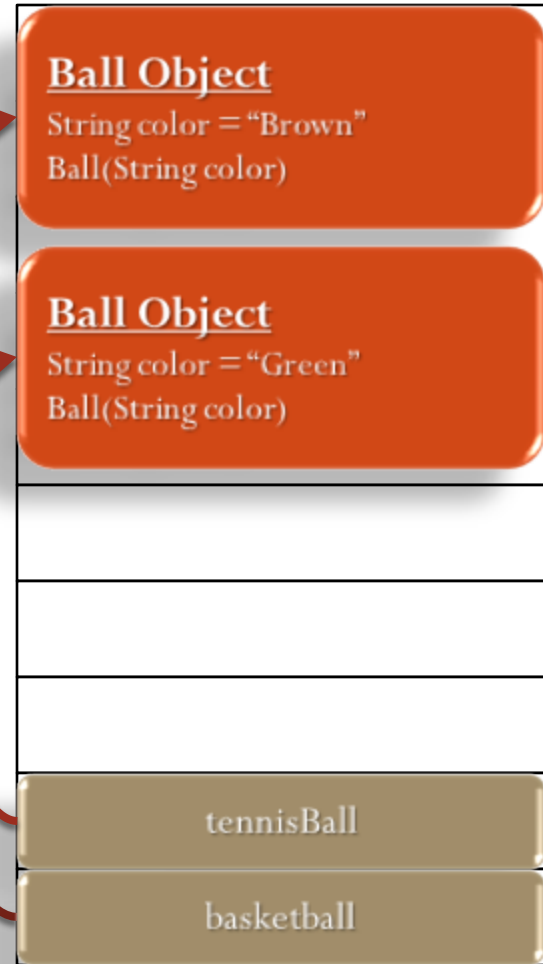 Ball Object
String color = “Brown”
Ball(String color)
Ball Object
String color = “Green”
Ball(String color)
tennisBall
basketball